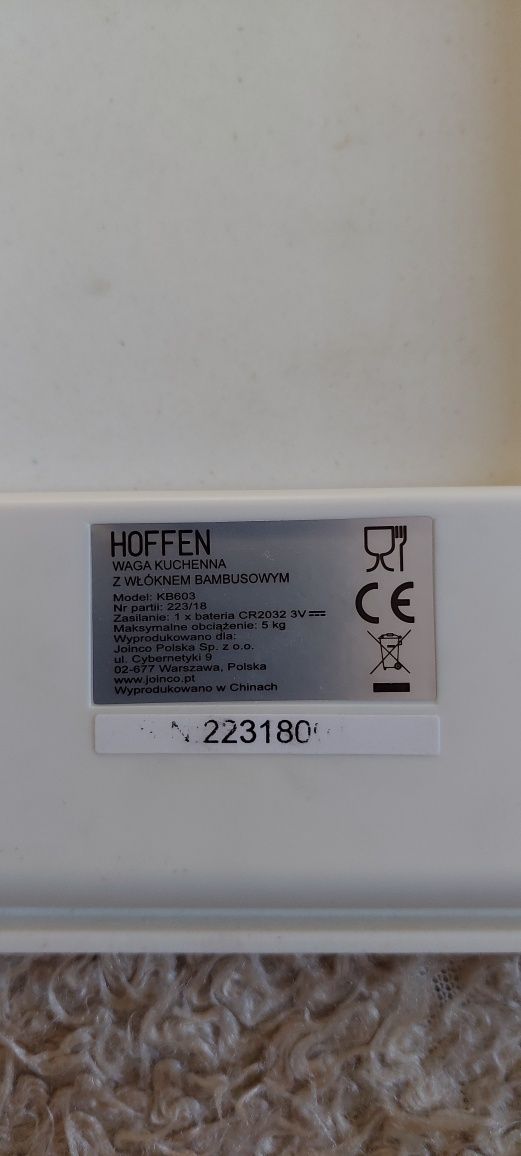 HOFFEN
WAGA KUCHENNA
Z WŁÓKNEM BAMBUSOWYM
Model: KB603
Nr partii: 223/18
Zasilanie: 1 x bateria CR2032 3V
Maksymalne obciążenie: 5 kg
Wyprodukowano dla:
Joinco Polska Sp. z o.o.
ul. Cybernetyki 9
02-677 Warszawa, Polska
www.joinco.pt
Wyprodukowano w Chinach
CE